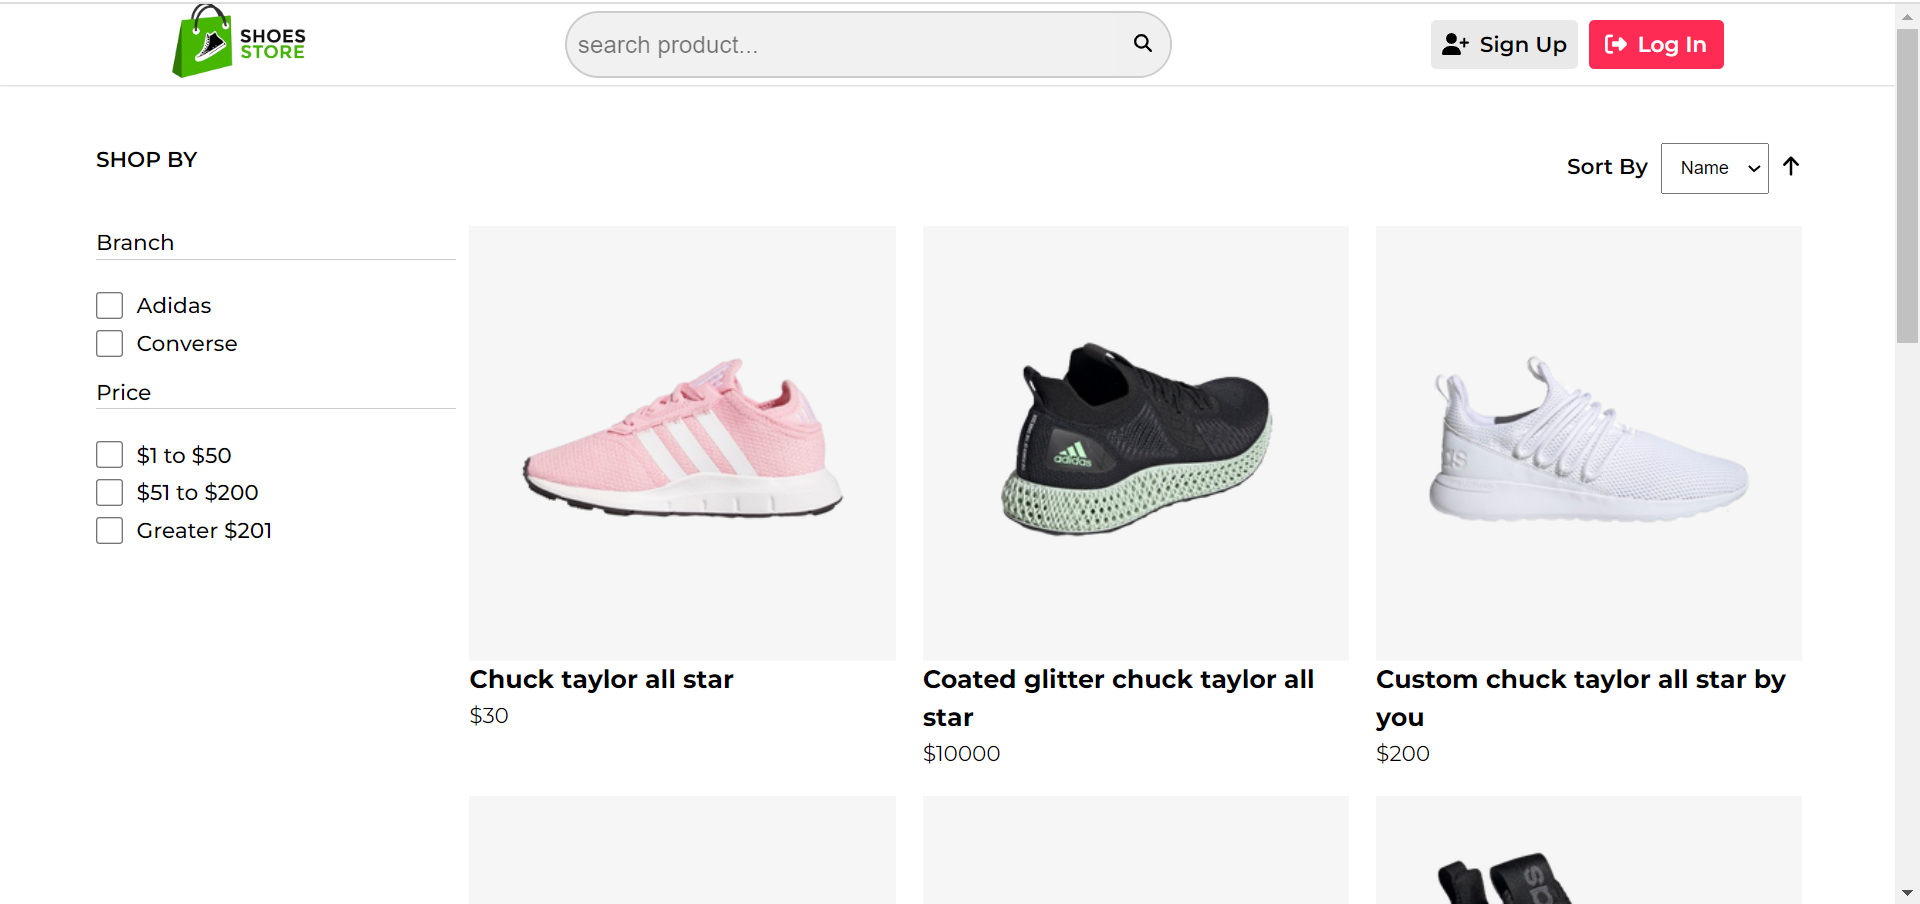 SHOES
STORE
search product...
Sign Up
Log In
SHOP BY
Sort By
Name
Branch
Adidas
Converse
Price
$1 to $50
$51 to $200
Greater $201
adidas
Chuck taylor all star
$30
Coated glitter chuck taylor all
star
$10000
Custom chuck taylor all star by
you
$200